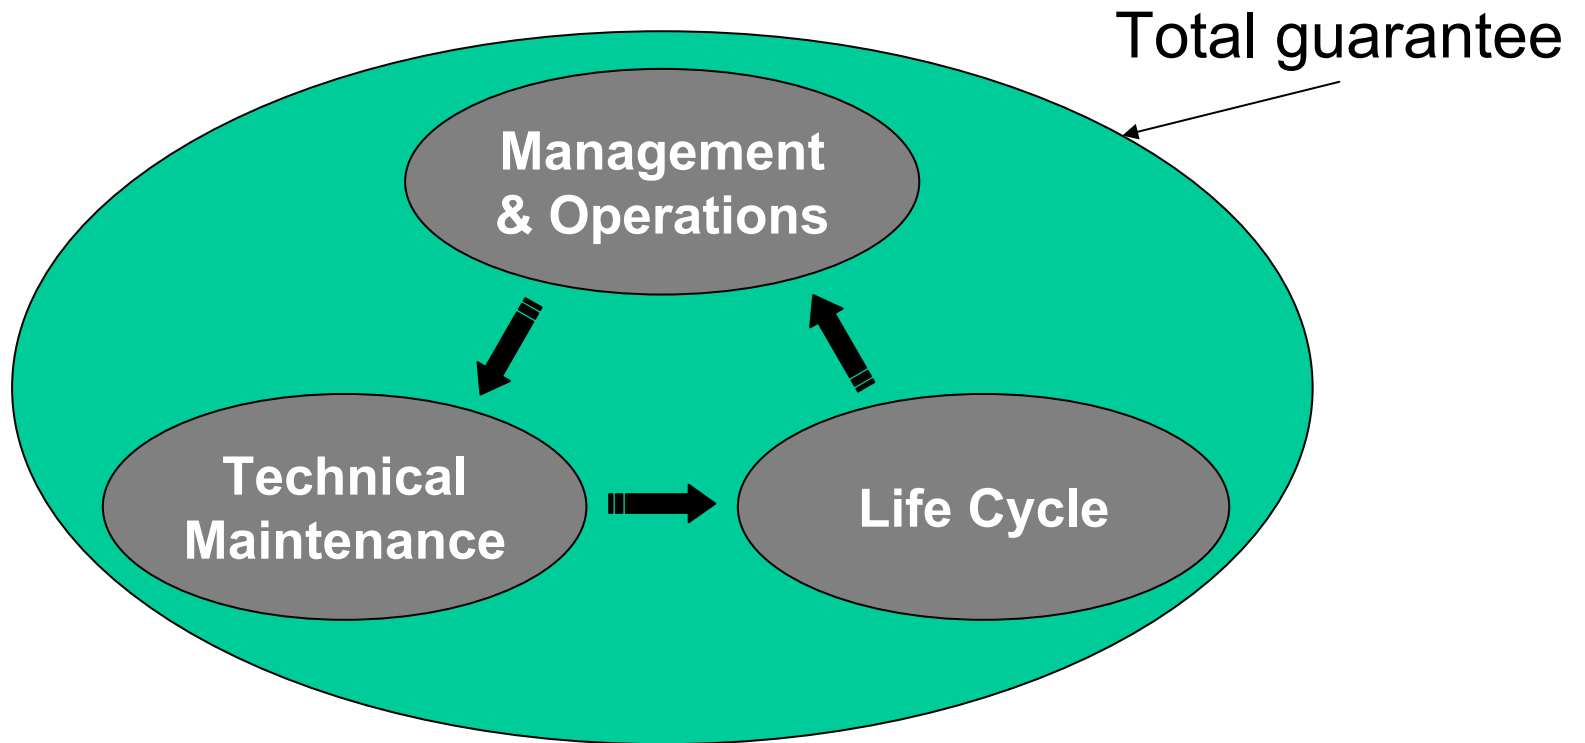 Total guarantee
Management
& Operations
Technical
Maintenance
Life Cycle